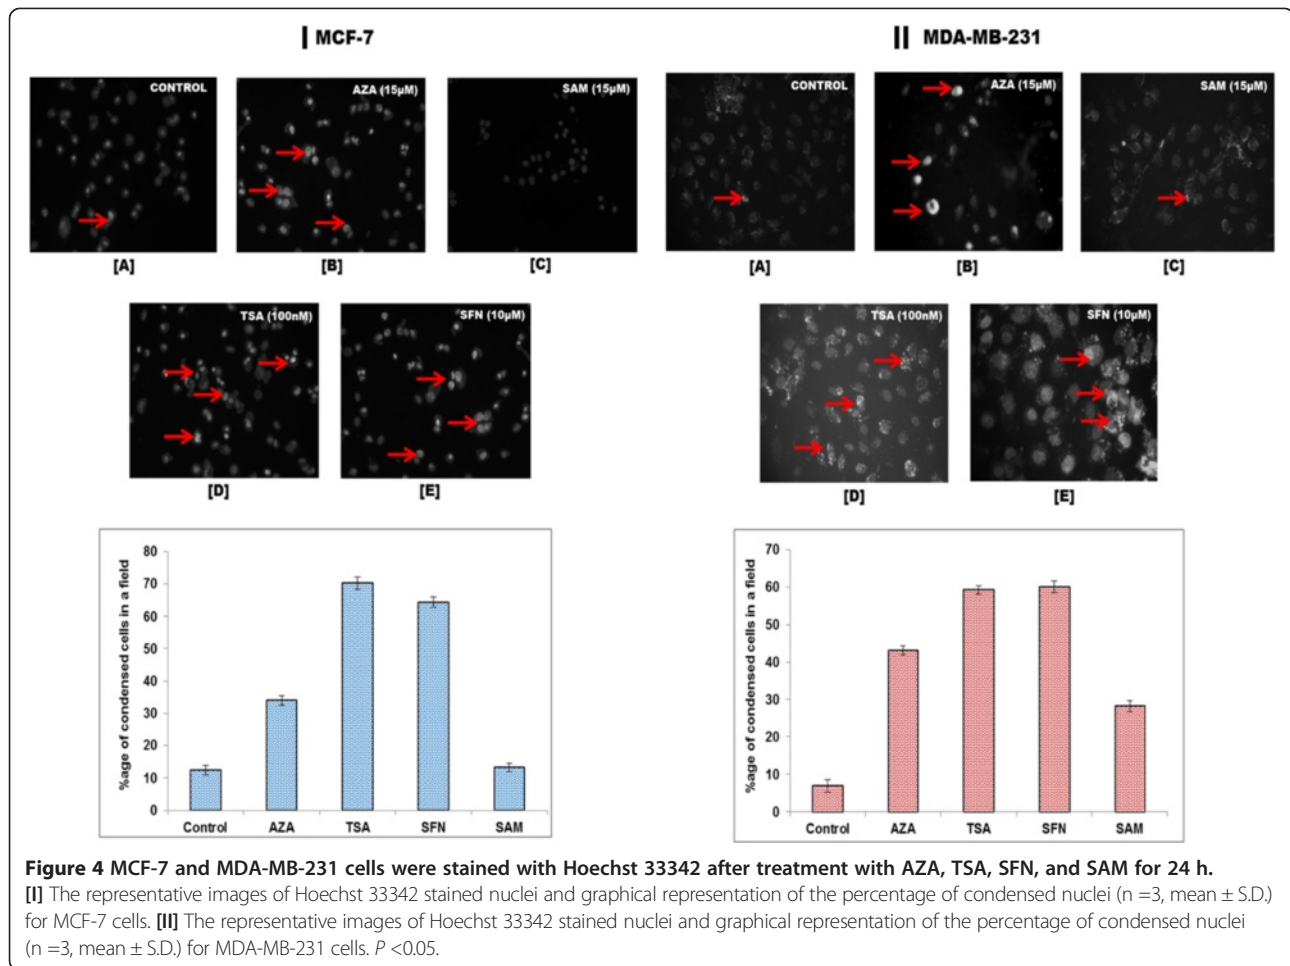 I MCF-7
II MDA-MB-231
CONTROL
AZA (15µM)
SAM (15µM)
CONTROL
AZA (15µM)
SAM (15µM)
[A]
[B]
[C]
[A]
[B]
[C]
TSA (100nM)
SFN (10µM)
TSA (100nM)
SFN (10µM)
[D]
[E]
[D]
[E]
%age of condensed cells in a field
80
70
60
50
40
30
20
10
0
Control AZA TSA SFN SAM
%age of condensed cells in a field
70
60
50
40
30
20
10
0
Control AZA TSA SFN SAM
Figure 4 MCF-7 and MDA-MB-231 cells were stained with Hoechst 33342 after treatment with AZA, TSA, SFN, and SAM for 24 h.
[I] The representative images of Hoechst 33342 stained nuclei and graphical representation of the percentage of condensed nuclei (n =3, mean ± S.D.)
for MCF-7 cells. [II] The representative images of Hoechst 33342 stained nuclei and graphical representation of the percentage of condensed nuclei
(n =3, mean ± S.D.) for MDA-MB-231 cells. P <0.05.